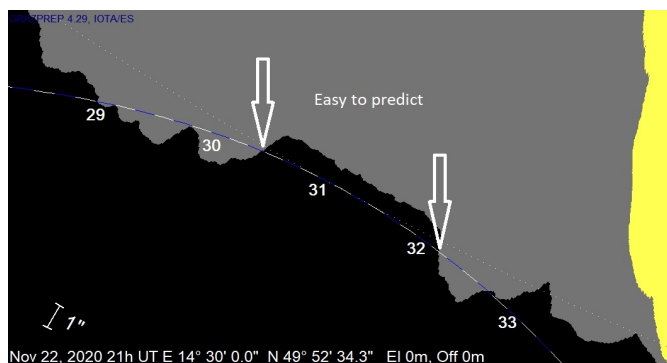 GRAZPREP 4.29, IOTA/ES
Easy to predict
29
30
31
32
33
1"
Nov 22, 2020 21h UT E 14° 30' 0.0" N 49° 52' 34.3" El 0m, Off 0m